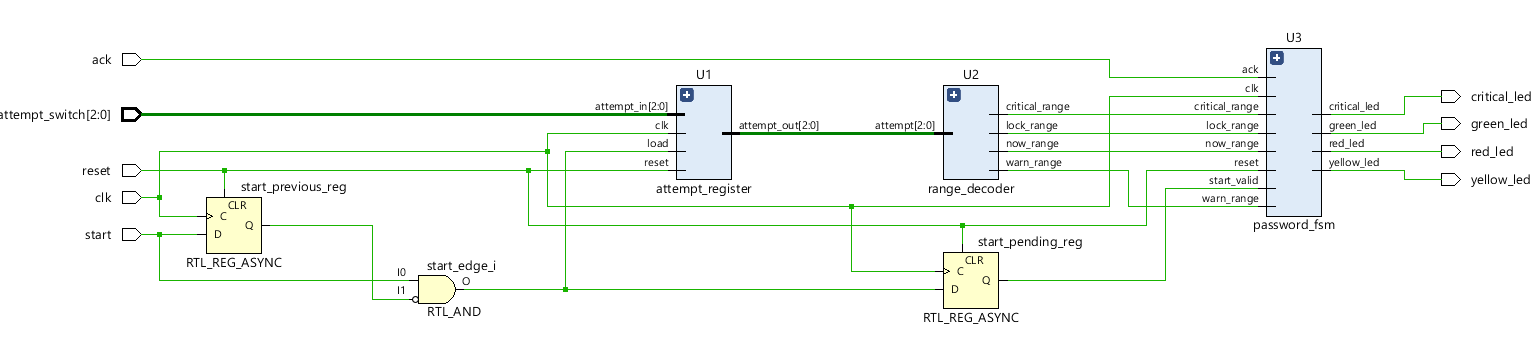 ack
attempt_switch[2:0]
reset
clk
start
start_previous_reg
CLR
C
D
Q
RTL_REG_ASYNC
start_edge_i
I0
I1
O
RTL_AND
U1
attempt_in[2:0]
clk
load
reset
attempt_out[2:0]
attempt_register
U2
attempt[2:0]
critical_range
lock_range
now_range
warn_range
range_decoder
start_pending_reg
CLR
C
D
Q
RTL_REG_ASYNC
U3
ack
clk
critical_range
lock_range
now_range
reset
start_valid
warn_range
critical_led
green_led
red_led
yellow_led
password_fsm
critical_led
green_led
red_led
yellow_led